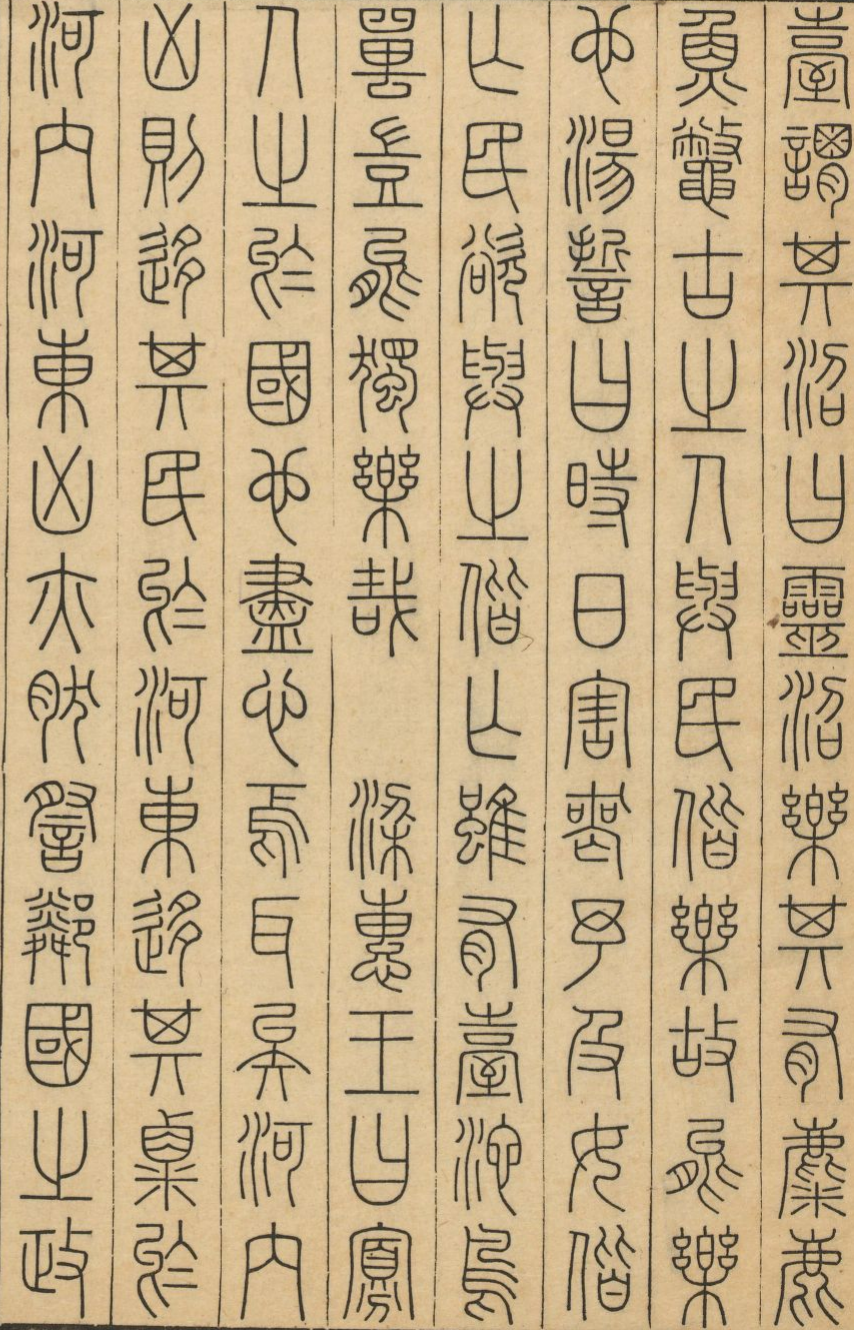 臺謂其沼曰靈沼樂其有麋鹿
魚鼈古之人與民偕樂故能樂
也湯誓曰時日害喪予及女偕
亡民欲與之偕亡雖有臺池鳥
獸豈能獨樂哉　梁惠王曰寡
人之於國也盡心焉耳矣河內
凶則移其民於河東移其粟於
河內河東凶亦然詧鄰國之政